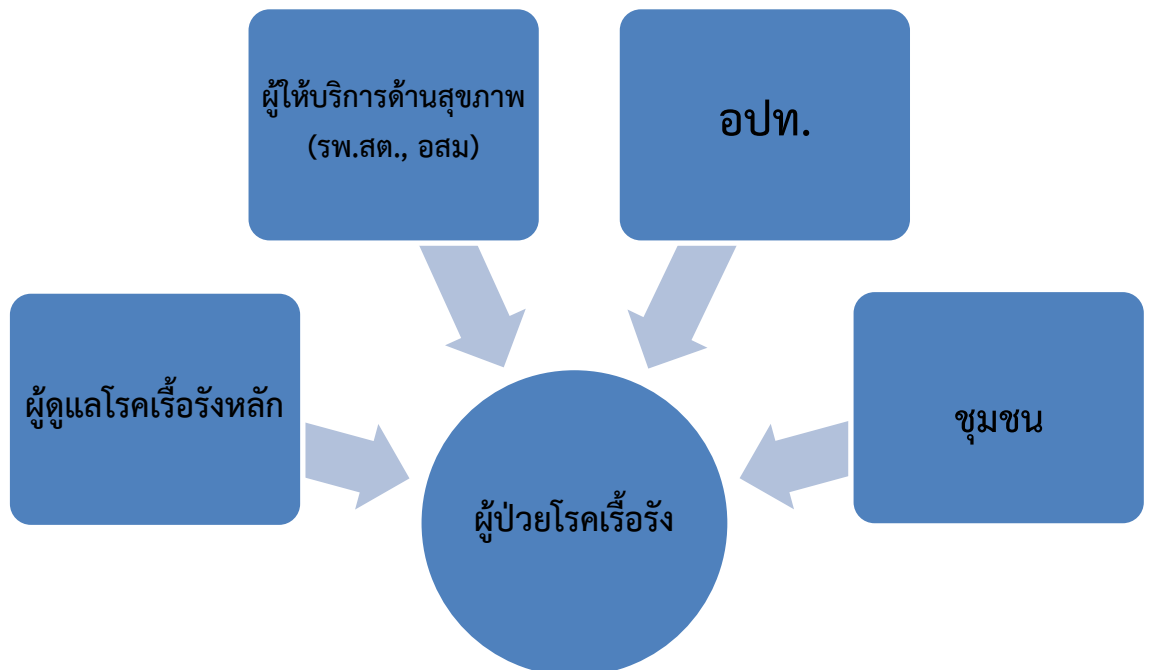 ผู้ให้บริการด้านสุขภาพ
(รพ.สต., อสม)
อปท.
ผู้ดูแลโรคเรื้อรังหลัก
ชุมชน
ผู้ป่วยโรคเรื้อรัง